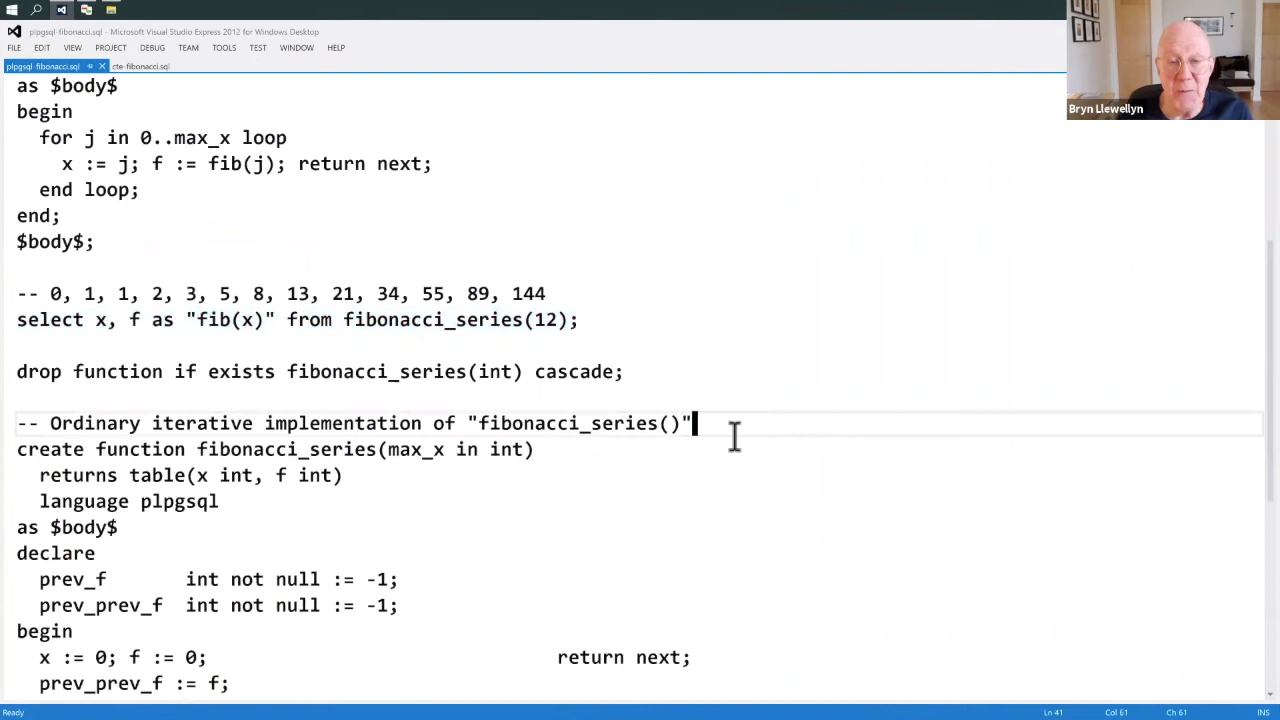 plpgsql-fibonacci.sql - Microsoft Visual Studio Express 2012 for Windows Desktop
FILE EDIT VIEW PROJECT DEBUG TEAM TOOLS TEST WINDOW HELP
plpgsql-fibonacci.sql cte-fibonacci.sql
Bryn Llewellyn
as $body$
begin
  for j in 0..max_x loop
    x := j; f := fib(j); return next;
  end loop;
end;
$body$;
-- 0, 1, 1, 2, 3, 5, 8, 13, 21, 34, 55, 89, 144
select x, f as "fib(x)" from fibonacci_series(12);
drop function if exists fibonacci_series(int) cascade;
-- Ordinary iterative implementation of "fibonacci_series()"
create function fibonacci_series(max_x in int)
  returns table(x int, f int)
  language plpgsql
as $body$
declare
  prev_f       int not null := -1;
  prev_prev_f  int not null := -1;
begin
  x := 0; f := 0;                               return next;
  prev_prev_f := f;
Ready Ln 41 Col 61 Ch 61 INS